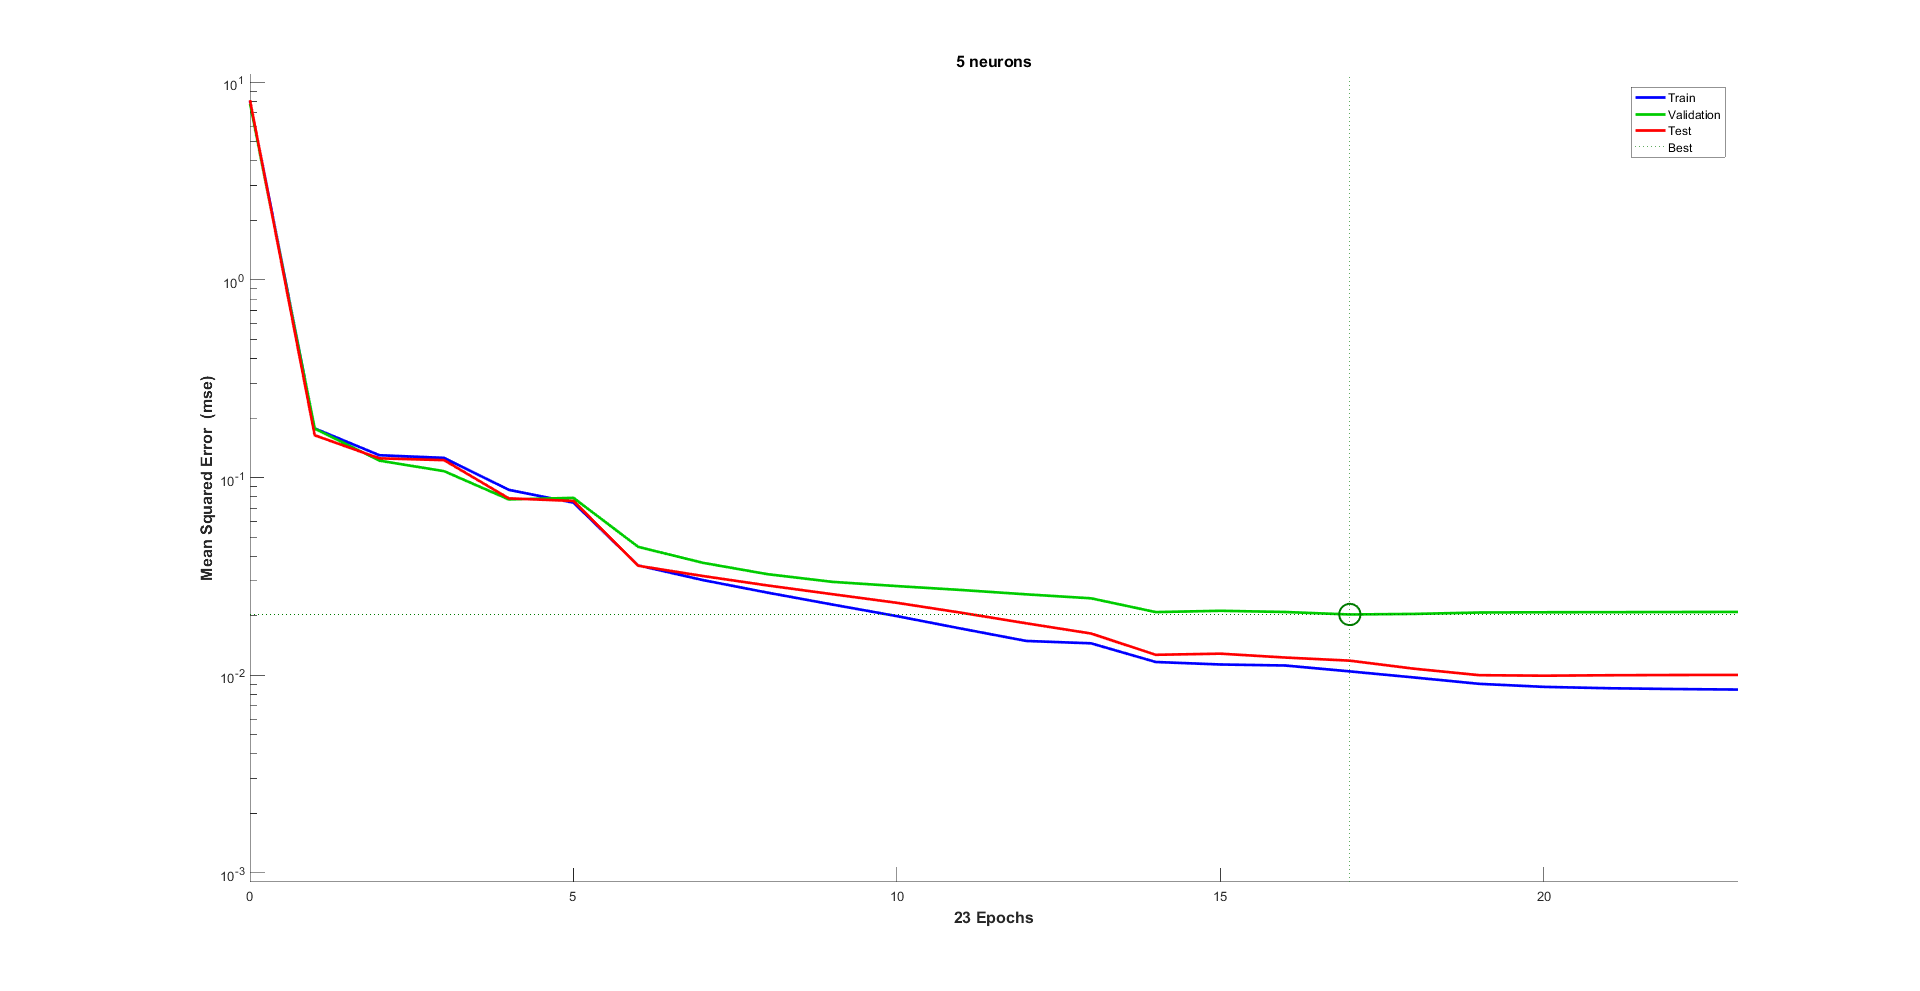 5 neurons
10^1
10^0
10^-1
10^-2
10^-3
Mean Squared Error (mse)
Train
Validation
Test
Best
0 5 10 15 20
23 Epochs